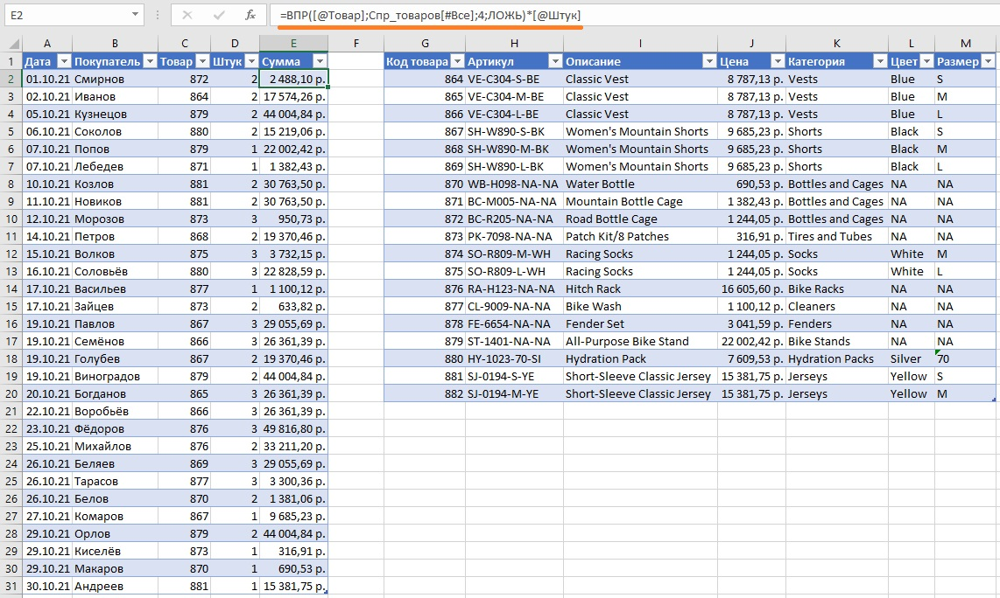 E2 fx =ВПР([@Товар];Спр_товаров[#Все];4;ЛОЖЬ)*[@Штук]
A B C D E F G H I J K L M
1 Дата Покупатель Товар Штук Сумма Код товара Артикул Описание Цена Категория Цвет Размер
2 01.10.21 Смирнов 872 2 2 488,10 р. 864 VE-C304-S-BE Classic Vest 8 787,13 р. Vests Blue S
3 02.10.21 Иванов 864 2 17 574,26 р. 865 VE-C304-M-BE Classic Vest 8 787,13 р. Vests Blue M
4 05.10.21 Кузнецов 879 2 44 004,84 р. 866 VE-C304-L-BE Classic Vest 8 787,13 р. Vests Blue L
5 06.10.21 Соколов 880 2 15 219,06 р. 867 SH-W890-S-BK Women's Mountain Shorts 9 685,23 р. Shorts Black S
6 07.10.21 Попов 879 1 22 002,42 р. 868 SH-W890-M-BK Women's Mountain Shorts 9 685,23 р. Shorts Black M
7 07.10.21 Лебедев 871 1 1 382,43 р. 869 SH-W890-L-BK Women's Mountain Shorts 9 685,23 р. Shorts Black L
8 10.10.21 Козлов 881 2 30 763,50 р. 870 WB-H098-NA-NA Water Bottle 690,53 р. Bottles and Cages NA NA
9 11.10.21 Новиков 881 2 30 763,50 р. 871 BC-M005-NA-NA Mountain Bottle Cage 1 382,43 р. Bottles and Cages NA NA
10 12.10.21 Морозов 873 3 950,73 р. 872 BC-R205-NA-NA Road Bottle Cage 1 244,05 р. Bottles and Cages NA NA
11 14.10.21 Петров 868 2 19 370,46 р. 873 PK-7098-NA-NA Patch Kit/8 Patches 316,91 р. Tires and Tubes NA NA
12 15.10.21 Волков 875 3 3 732,15 р. 874 SO-R809-M-WH Racing Socks 1 244,05 р. Socks White M
13 16.10.21 Соловьёв 880 3 22 828,59 р. 875 SO-R809-L-WH Racing Socks 1 244,05 р. Socks White L
14 17.10.21 Васильев 877 1 1 100,12 р. 876 RA-H123-NA-NA Hitch Rack 16 605,60 р. Bike Racks NA NA
15 17.10.21 Зайцев 873 2 633,82 р. 877 CL-9009-NA-NA Bike Wash 1 100,12 р. Cleaners NA NA
16 19.10.21 Павлов 867 3 29 055,69 р. 878 FE-6654-NA-NA Fender Set 3 041,59 р. Fenders NA NA
17 19.10.21 Семёнов 866 3 26 361,39 р. 879 ST-1401-NA-NA All-Purpose Bike Stand 22 002,42 р. Bike Stands NA NA
18 19.10.21 Голубев 867 2 19 370,46 р. 880 HY-1023-70-SI Hydration Pack 7 609,53 р. Hydration Packs Silver 70
19 19.10.21 Виноградов 879 2 44 004,84 р. 881 SJ-0194-S-YE Short-Sleeve Classic Jersey 15 381,75 р. Jerseys Yellow S
20 20.10.21 Богданов 865 3 26 361,39 р. 882 SJ-0194-M-YE Short-Sleeve Classic Jersey 15 381,75 р. Jerseys Yellow M
21 22.10.21 Воробьёв 866 3 26 361,39 р.
22 23.10.21 Фёдоров 876 3 49 816,80 р.
23 25.10.21 Михайлов 876 2 33 211,20 р.
24 26.10.21 Беляев 869 3 29 055,69 р.
25 26.10.21 Тарасов 877 3 3 300,36 р.
26 26.10.21 Белов 870 2 1 381,06 р.
27 27.10.21 Комаров 867 1 9 685,23 р.
28 29.10.21 Орлов 879 2 44 004,84 р.
29 29.10.21 Киселёв 873 1 316,91 р.
30 29.10.21 Макаров 870 1 690,53 р.
31 30.10.21 Андреев 881 1 15 381,75 р.